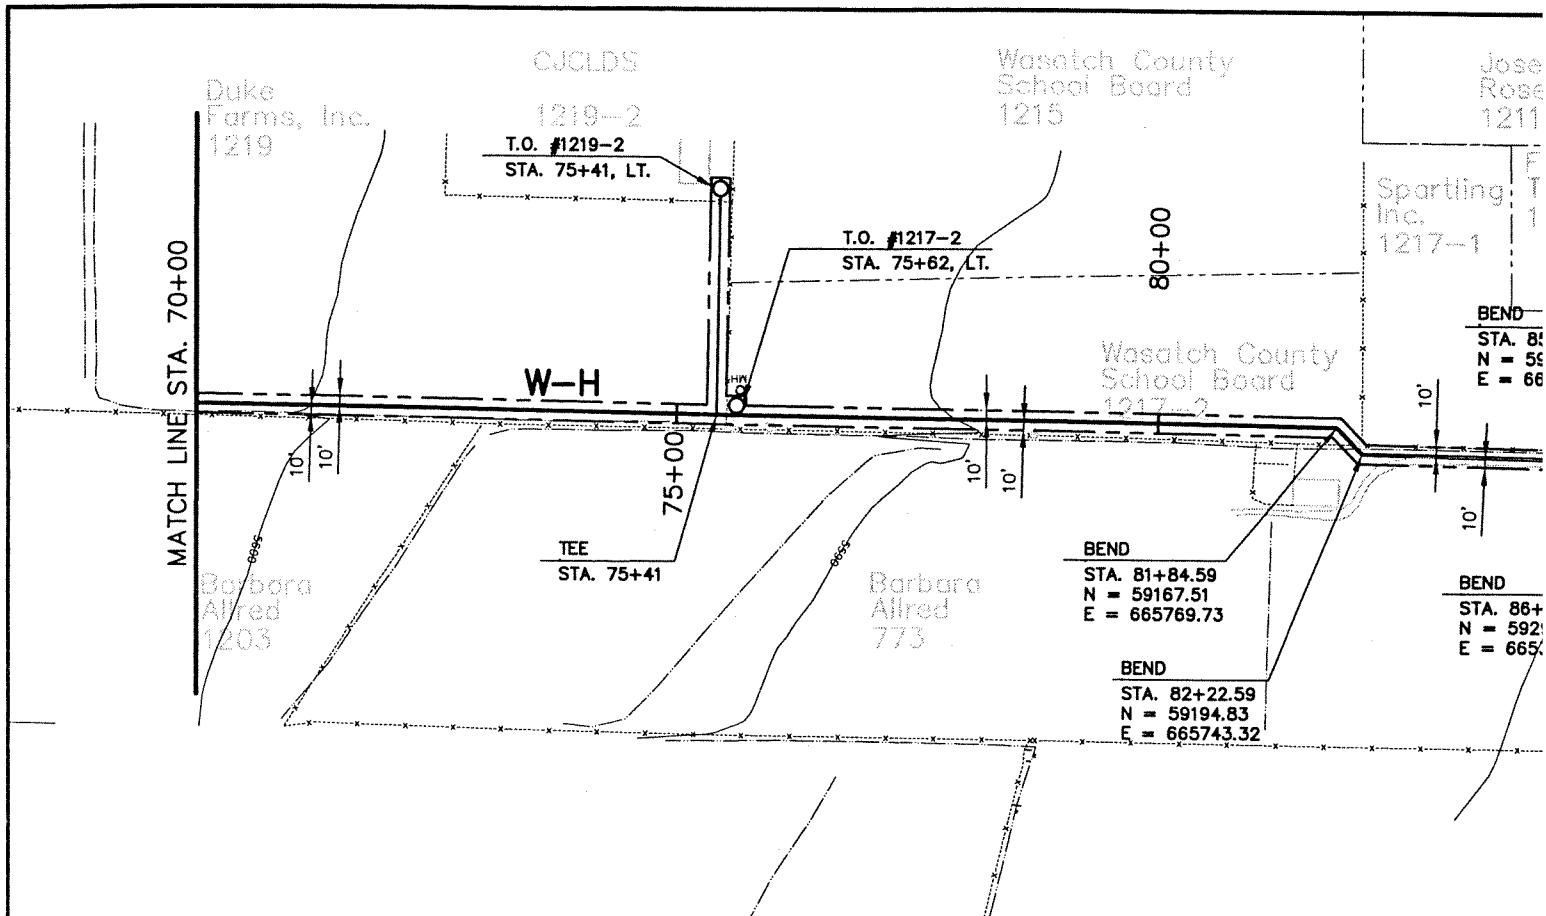 CJCLDS
1219-2
Wasatch County
School Board
1215
Jose
Rose
1211
Duke
Farms, Inc.
1219
T.O. #1219-2
STA. 75+41, LT.
F
T
1
Spartling
Inc.
1217-1
T.O. #1217-2
STA. 75+62, LT.
80+00
MATCH LINE STA. 70+00
BEND
STA. 85
N = 59
E = 66
Wasatch County
School Board
1217-2
W-H
MH
10'
10'
10'
10'
10'
10'
75+00
TEE
STA. 75+41
5590
BEND
STA. 81+84.59
N = 59167.51
E = 665769.73
Barbara
Allred
1203
Barbara
Allred
773
BEND
STA. 86+
N = 592
E = 665
BEND
STA. 82+22.59
N = 59194.83
E = 665743.32